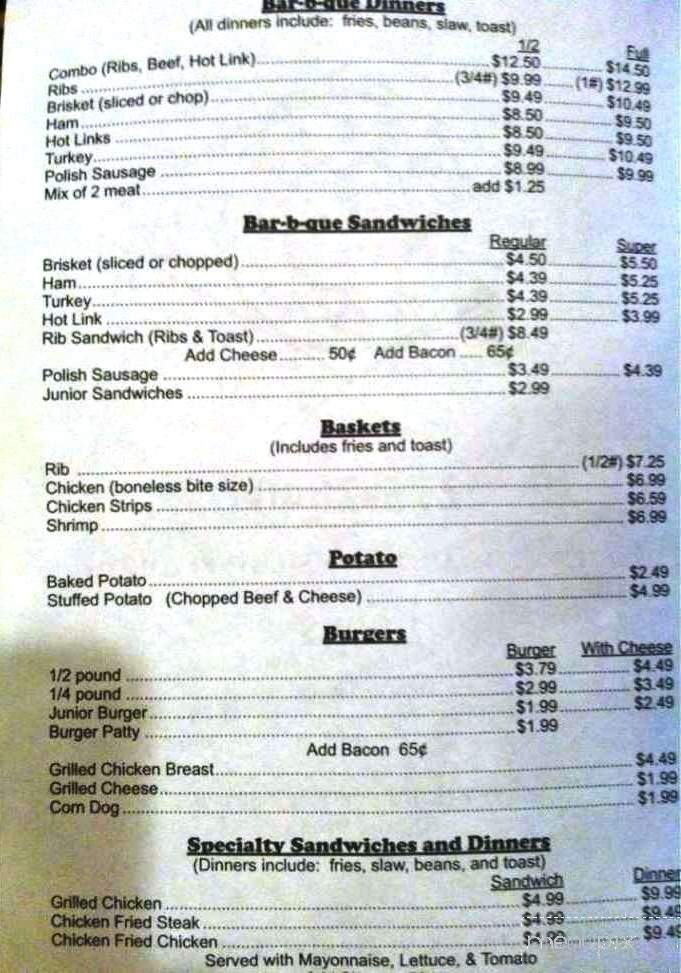 Bar-b-que Dinners
(All dinners include: fries, beans, slaw, toast)
1/2 Full
Combo (Ribs, Beef, Hot Link) $12.50 $14.50
Ribs (3/4#) $9.99 (1#) $12.99
Brisket (sliced or chop) $9.49 $10.49
Ham $8.50 $9.50
Hot Links $8.50 $9.50
Turkey $9.49 $10.49
Polish Sausage $8.99 $9.99
Mix of 2 meat add $1.25
Bar-b-que Sandwiches
Regular Super
Brisket (sliced or chopped) $4.50 $5.50
Ham $4.39 $5.25
Turkey $4.39 $5.25
Hot Link $2.99 $3.99
Rib Sandwich (Ribs & Toast) (3/4#) $8.49
Add Cheese 50¢ Add Bacon 65¢
Polish Sausage $3.49 $4.39
Junior Sandwiches $2.99
Baskets
(Includes fries and toast)
Rib (1/2#) $7.25
Chicken (boneless bite size) $6.99
Chicken Strips $6.59
Shrimp $6.99
Potato
Baked Potato $2.49
Stuffed Potato (Chopped Beef & Cheese) $4.99
Burgers
Burger With Cheese
1/2 pound $3.79 $4.49
1/4 pound $2.99 $3.49
Junior Burger $1.99 $2.49
Burger Patty $1.99
Add Bacon 65¢
Grilled Chicken Breast $4.49
Grilled Cheese $1.99
Corn Dog $1.99
Specialty Sandwiches and Dinners
(Dinners include: fries, slaw, beans, and toast)
Sandwich Dinner
Grilled Chicken $4.99 $9.99
Chicken Fried Steak $9.49
Chicken Fried Chicken $4.99 $9.49
menupix
Served with Mayonnaise, Lettuce, & Tomato